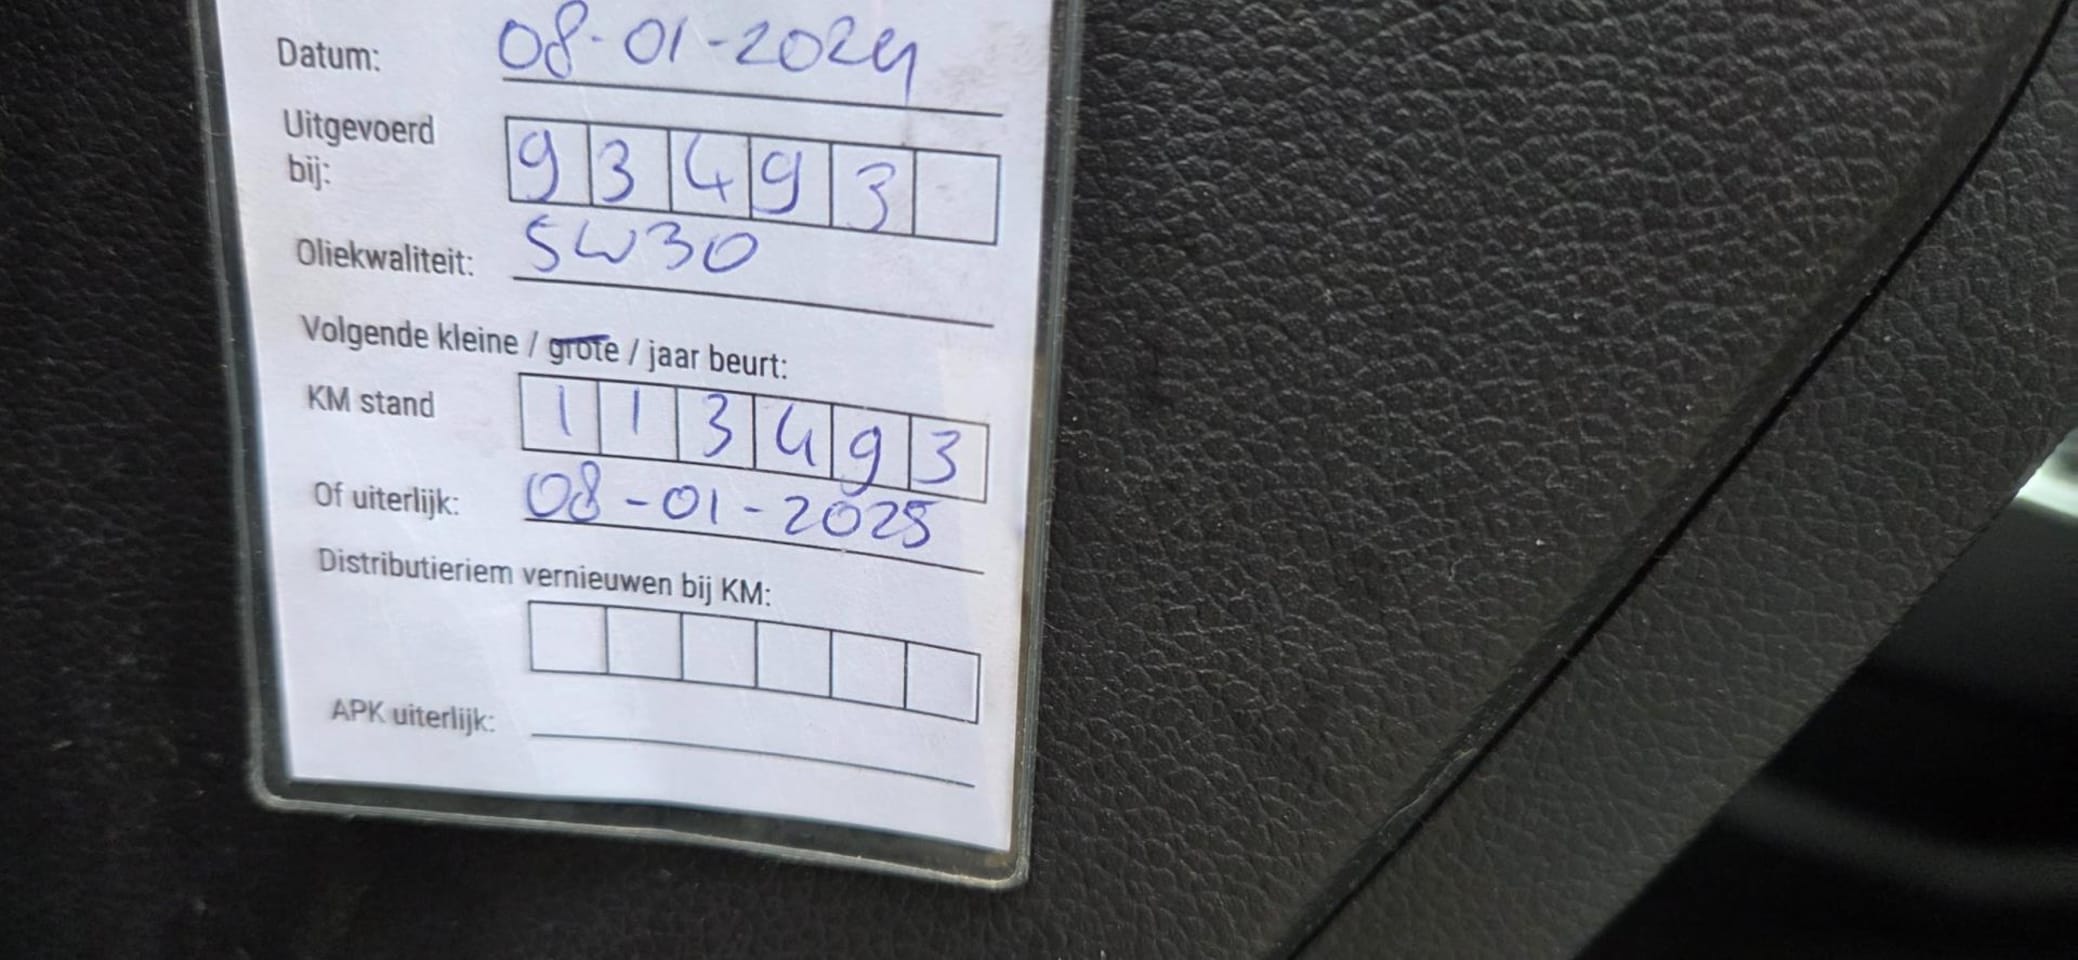 Datum: 08-01-2024
Uitgevoerd bij: 93493
Oliekwaliteit: 5W30
Volgende kleine / grote / jaar beurt:
KM stand 113493
Of uiterlijk: 08-01-2025
Distributieriem vernieuwen bij KM:
APK uiterlijk: